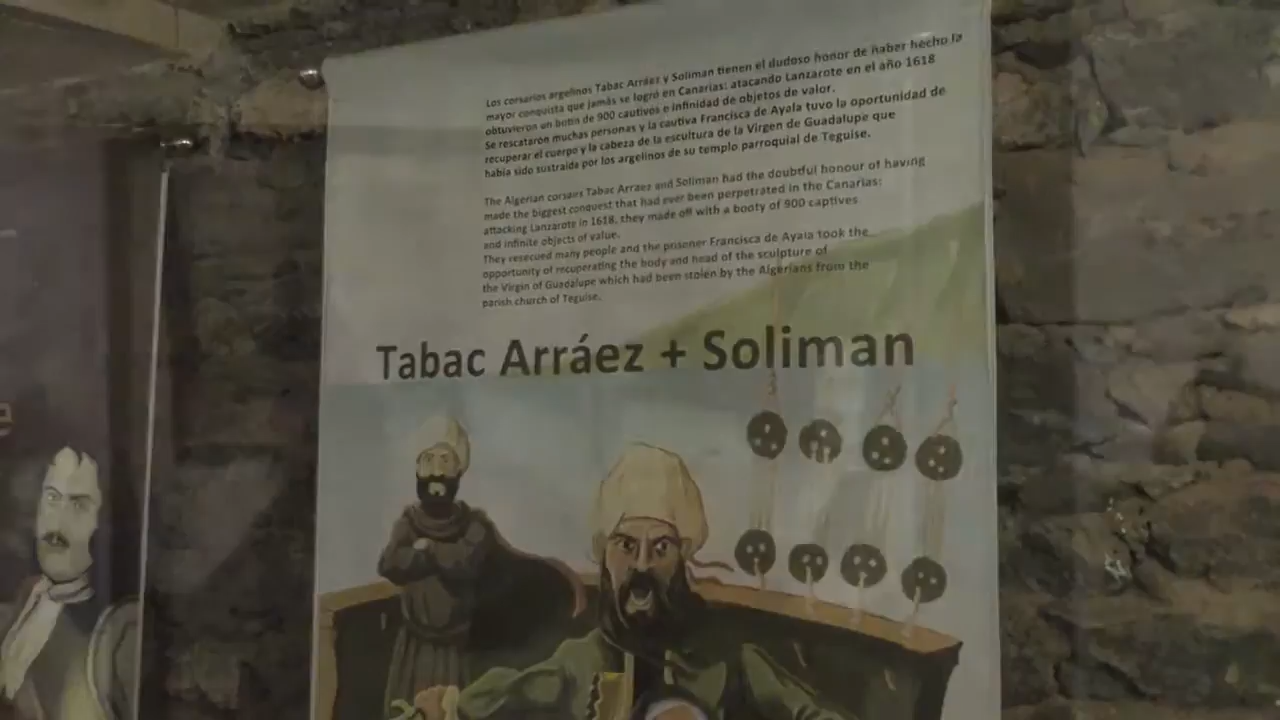 Los corsarios argelinos Tabac Arráez y Soliman tienen el dudoso honor de haber hecho la
mayor conquista que jamás se logró en Canarias: atacando Lanzarote en el año 1618
obtuvieron un botín de 900 cautivos e infinidad de objetos de valor.
Se rescataron muchas personas y la cautiva Francisca de Ayala tuvo la oportunidad de
recuperar el cuerpo y la cabeza de la escultura de la Virgen de Guadalupe que
había sido sustraida por los argelinos de su templo parroquial de Teguise.
The Algerian corsairs Tabac Arraez and Soliman had the doubtful honour of having
made the biggest conquest that had ever been perpetrated in the Canarias:
attacking Lanzarote in 1618, they made off with a booty of 900 captives
and infinite objects of value.
They resecued many people and the prisoner Francisca de Ayala took the
opportunity of recuperating the body and head of the sculpture of
the Virgin of Guadalupe which had been stolen by the Algerians from the
parish church of Teguise.
Tabac Arráez + Soliman